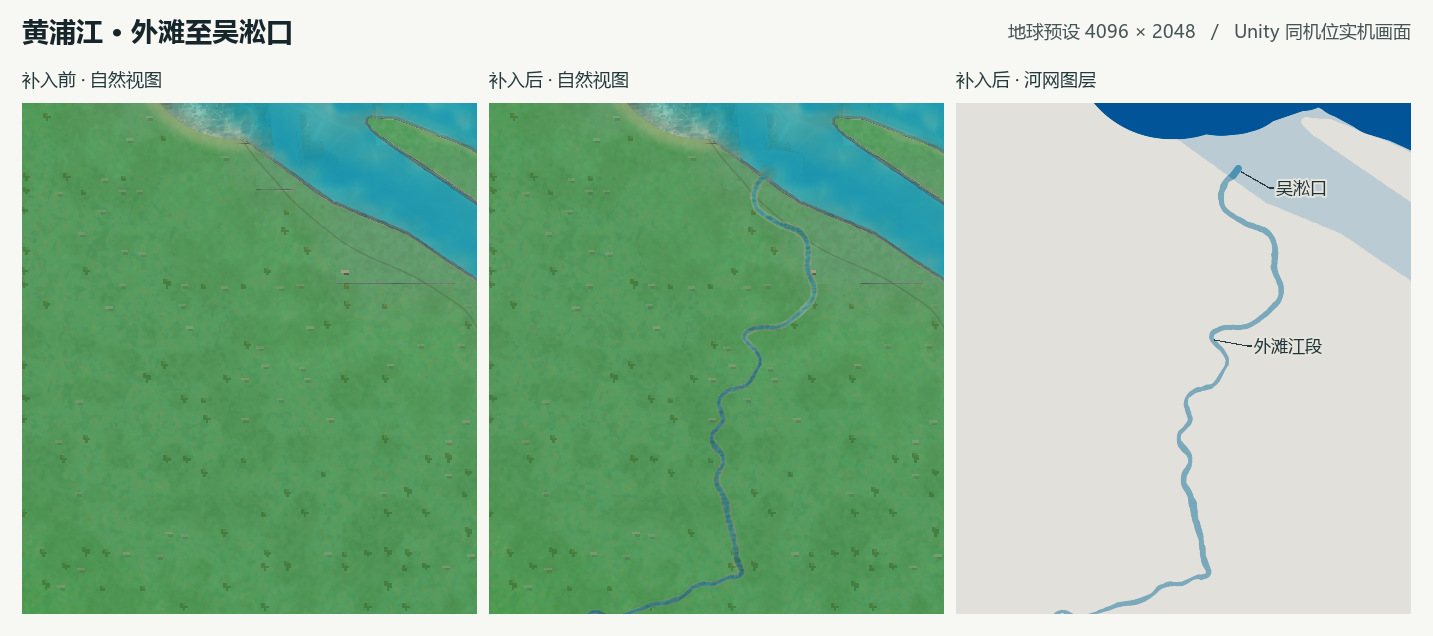 黄浦江 • 外滩至吴淞口
地球预设 4096 × 2048 / Unity 同机位实机画面
补入前 · 自然视图
补入后 · 自然视图
补入后 · 河网图层
吴淞口
外滩江段